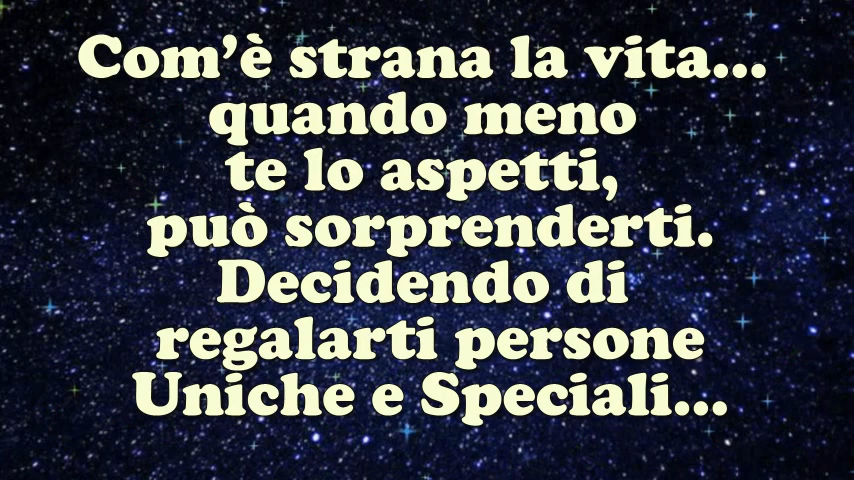 Com’è strana la vita...
quando meno
te lo aspetti,
può sorprenderti.
Decidendo di
regalarti persone
Uniche e Speciali...